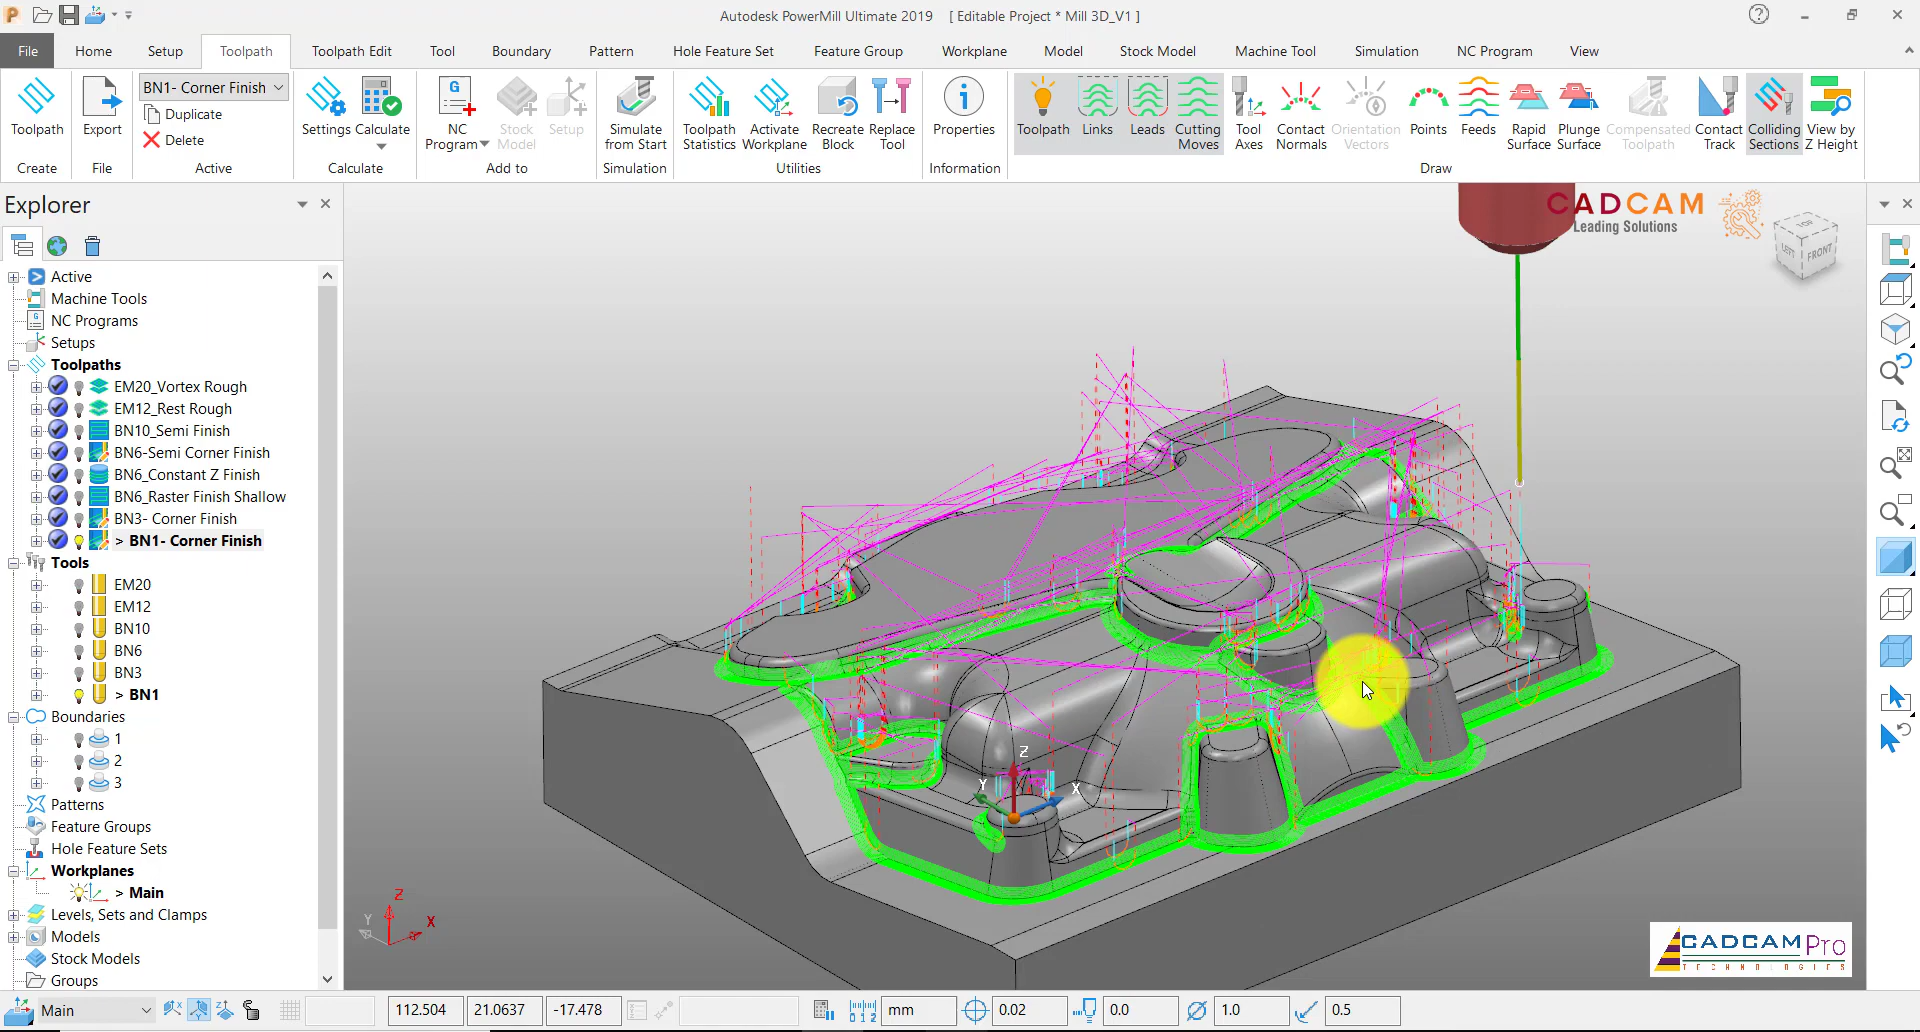 Autodesk PowerMill Ultimate 2019 [ Editable Project * Mill 3D_V1 ]
File Home Setup Toolpath Toolpath Edit Tool Boundary Pattern Hole Feature Set Feature Group Workplane Model Stock Model Machine Tool Simulation NC Program View
BN1- Corner Finish
Duplicate
Delete
Toolpath Export Settings Calculate NC Program Stock Model Setup Simulate from Start Toolpath Statistics Activate Workplane Recreate Block Replace Tool Properties Toolpath Links Leads Cutting Moves Tool Axes Contact Normals Orientation Vectors Points Feeds Rapid Surface Plunge Surface Compensated Toolpath Contact Track Colliding Sections View by Z Height
Create File Active Calculate Add to Simulation Utilities Information Draw
Explorer
Active
Machine Tools
NC Programs
Setups
Toolpaths
EM20_Vortex Rough
EM12_Rest Rough
BN10_Semi Finish
BN6-Semi Corner Finish
BN6_Constant Z Finish
BN6_Raster Finish Shallow
BN3- Corner Finish
> BN1- Corner Finish
Tools
EM20
EM12
BN10
BN6
BN3
> BN1
Boundaries
1
2
3
Patterns
Feature Groups
Hole Feature Sets
Workplanes
> Main
Levels, Sets and Clamps
Models
Stock Models
Groups
CADCAM
Leading Solutions
TOP
LEFT FRONT
Z
Y X
Z
Y X
CADCAM Pro
TECHNOLOGIES
Main 112.504 21.0637 -17.478 mm 0.02 0.0 1.0 0.5